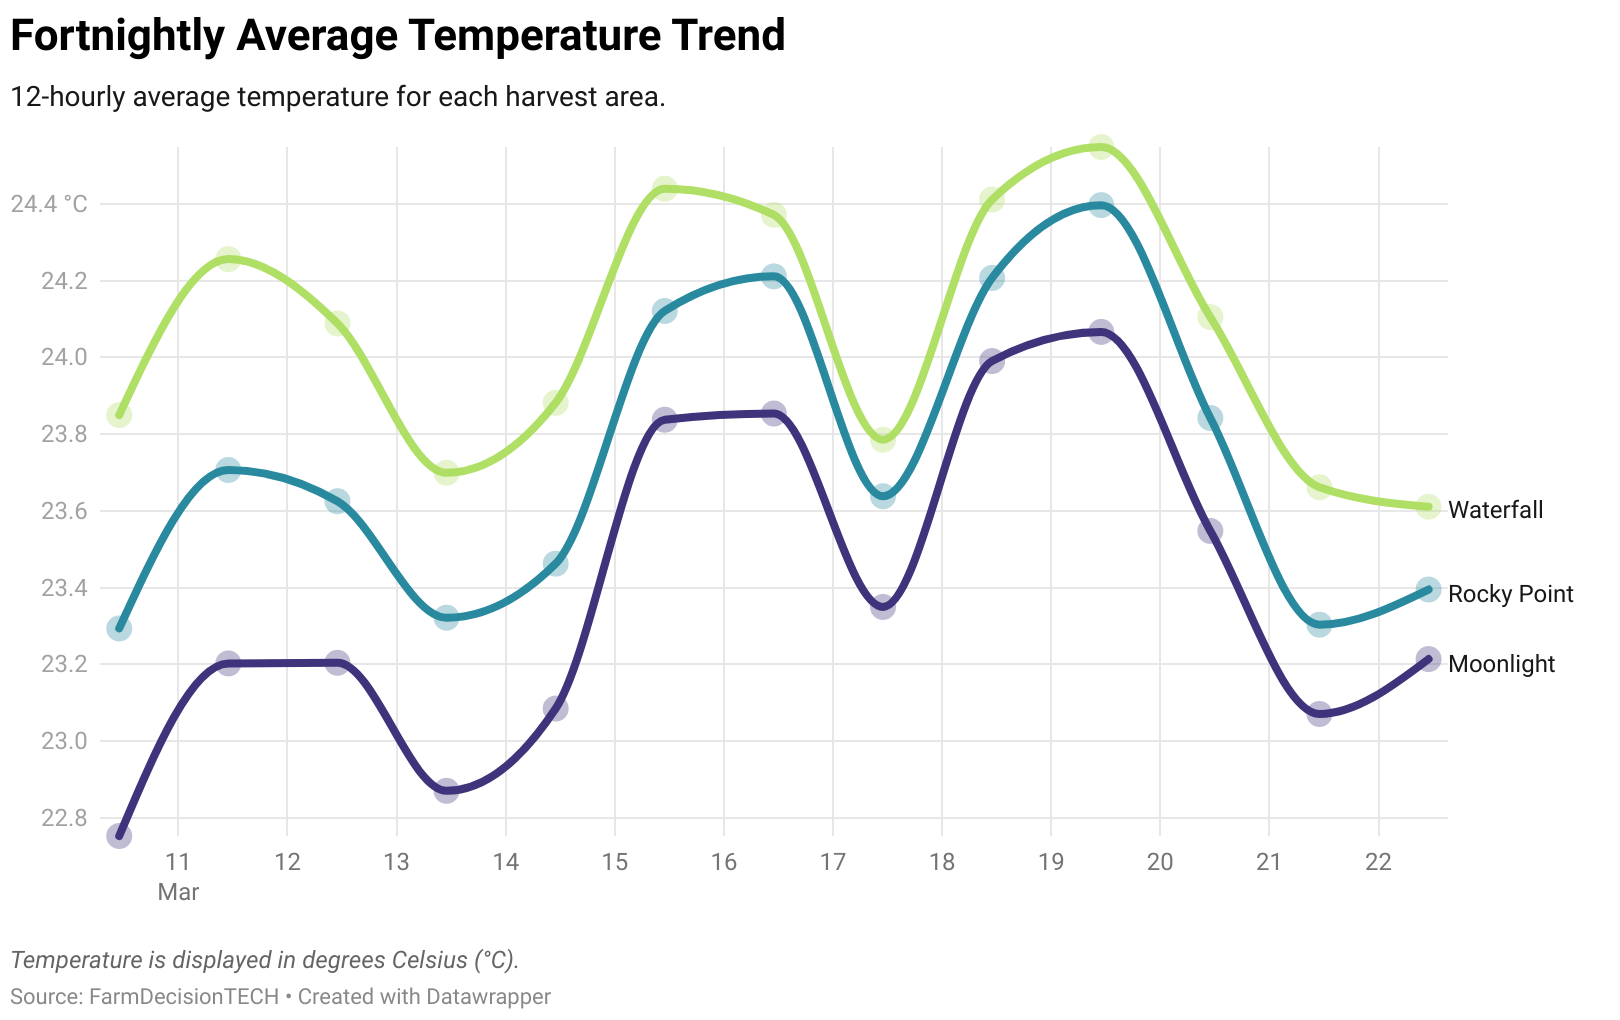 Fortnightly Average Temperature Trend
12-hourly average temperature for each harvest area.
24.4 °C
24.2
24.0
23.8
23.6
23.4
23.2
23.0
22.8
Waterfall
Rocky Point
Moonlight
11 12 13 14 15 16 17 18 19 20 21 22
Mar
Temperature is displayed in degrees Celsius (°C).
Source: FarmDecisionTECH • Created with Datawrapper